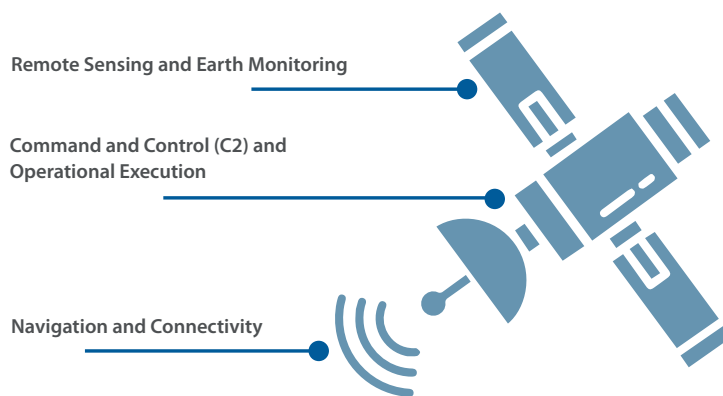 Remote Sensing and Earth Monitoring
Command and Control (C2) and
Operational Execution
Navigation and Connectivity